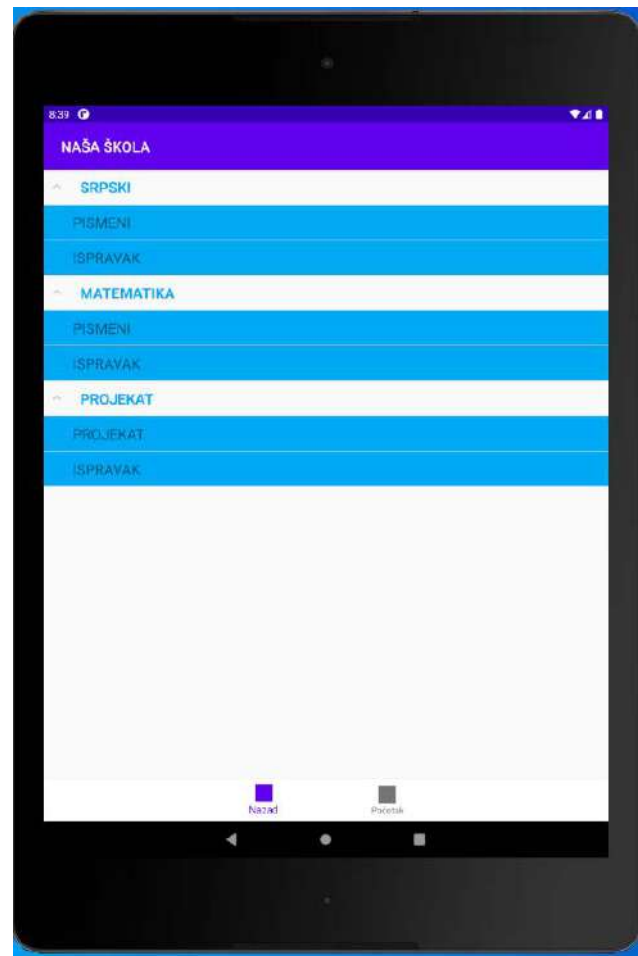 8:39
NAŠA ŠKOLA
SRPSKI
PISMENI
ISPRAVAK
MATEMATIKA
PISMENI
ISPRAVAK
PROJEKAT
PROJEKAT
ISPRAVAK
Nazad
Početak